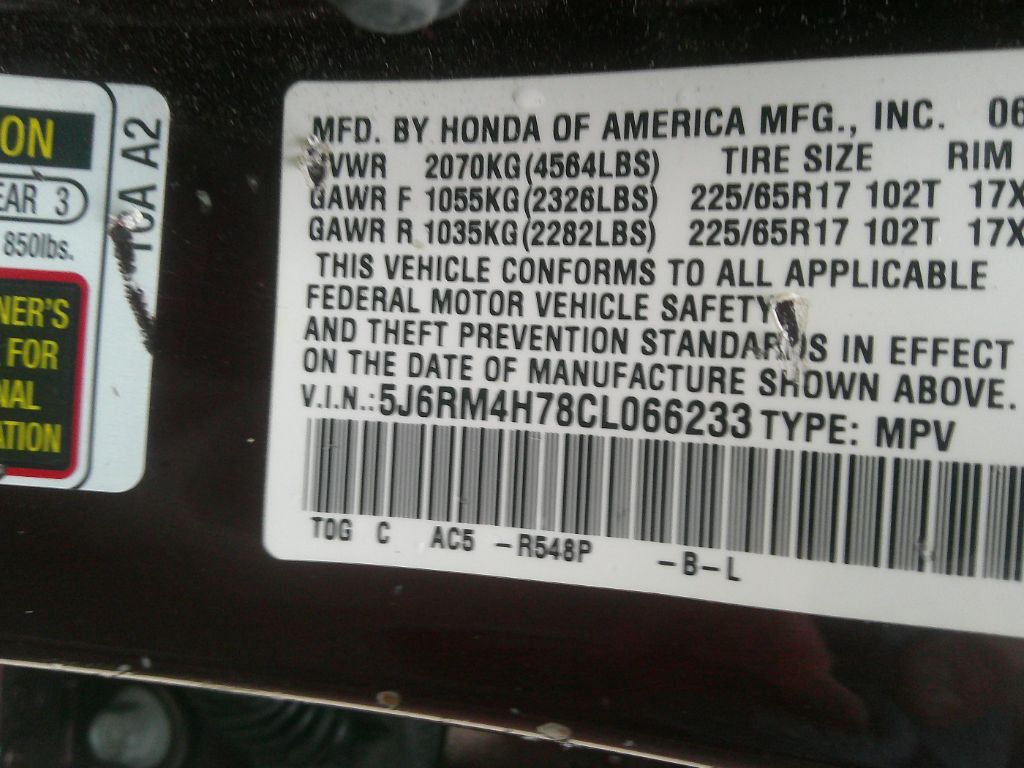 ON
EAR 3
850lbs.
NER'S
FOR
NAL
ATION
A A2
MFD. BY HONDA OF AMERICA MFG., INC. 06
GVWR 2070KG(4564LBS) TIRE SIZE RIM
GAWR F 1055KG(2326LBS) 225/65R17 102T 17X
GAWR R 1035KG(2282LBS) 225/65R17 102T 17X
THIS VEHICLE CONFORMS TO ALL APPLICABLE
FEDERAL MOTOR VEHICLE SAFETY
AND THEFT PREVENTION STANDARDS IN EFFECT
ON THE DATE OF MANUFACTURE SHOWN ABOVE.
V.I.N.:5J6RM4H78CL066233 TYPE: MPV
TOG C AC5 -R548P -B-L